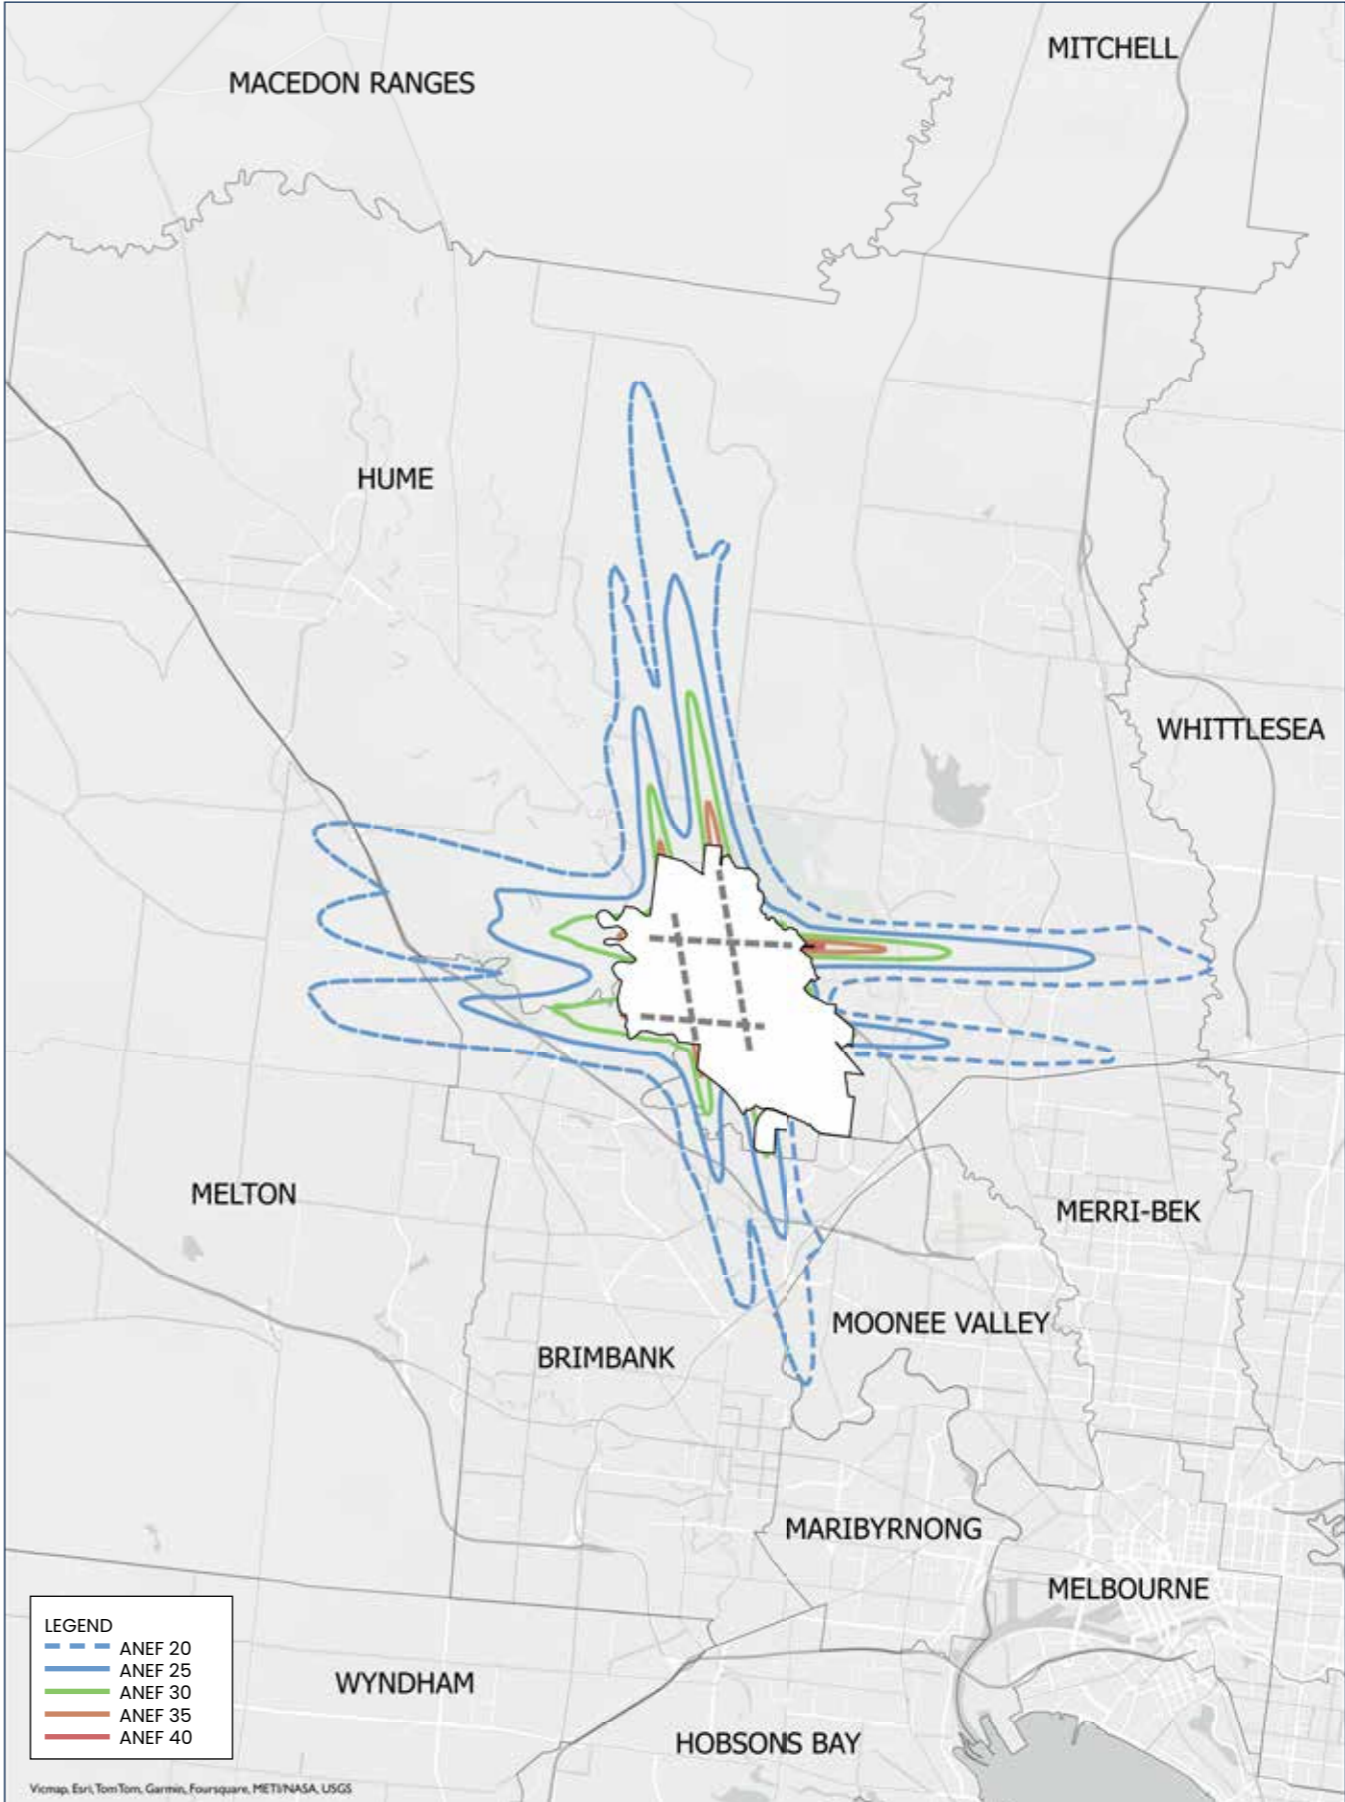 MITCHELL
MACEDON RANGES
HUME
WHITTLESEA
MELTON
MERRI-BEK
MOONEE VALLEY
BRIMBANK
MARIBYRNONG
MELBOURNE
WYNDHAM
HOBSONS BAY
LEGEND
ANEF 20
ANEF 25
ANEF 30
ANEF 35
ANEF 40
Vicmap, Esri, TomTom, Garmin, Foursquare, METI/NASA, USGS